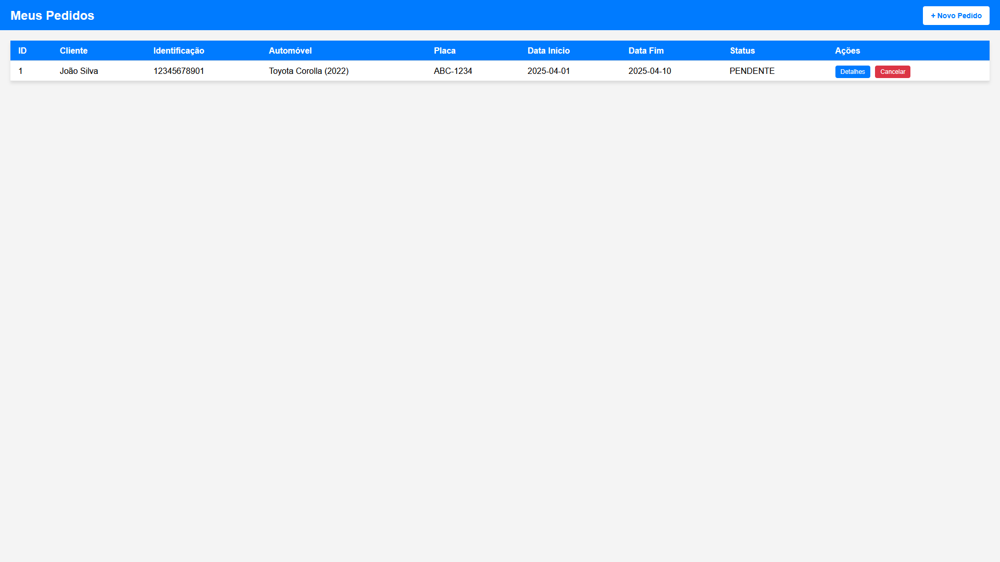 Meus Pedidos
+ Novo Pedido
ID Cliente Identificação Automóvel Placa Data Início Data Fim Status Ações
1 João Silva 12345678901 Toyota Corolla (2022) ABC-1234 2025-04-01 2025-04-10 PENDENTE Detalhes Cancelar